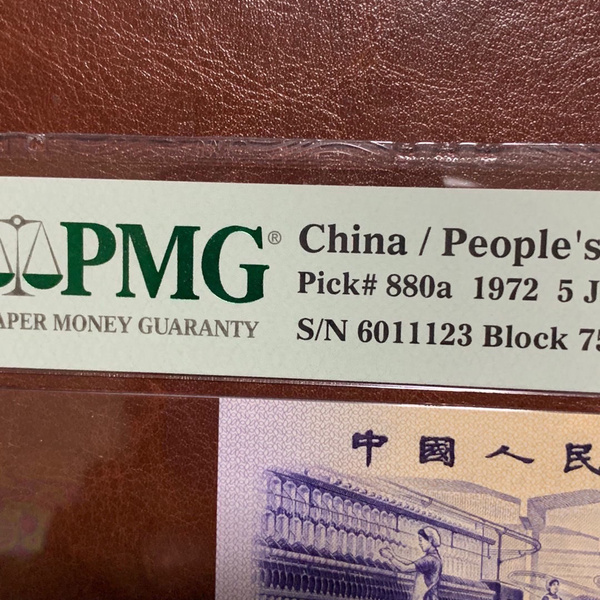 PMG®
APER MONEY GUARANTY
China / People's
Pick# 880a 1972 5 J
S/N 6011123 Block 75
中國人民